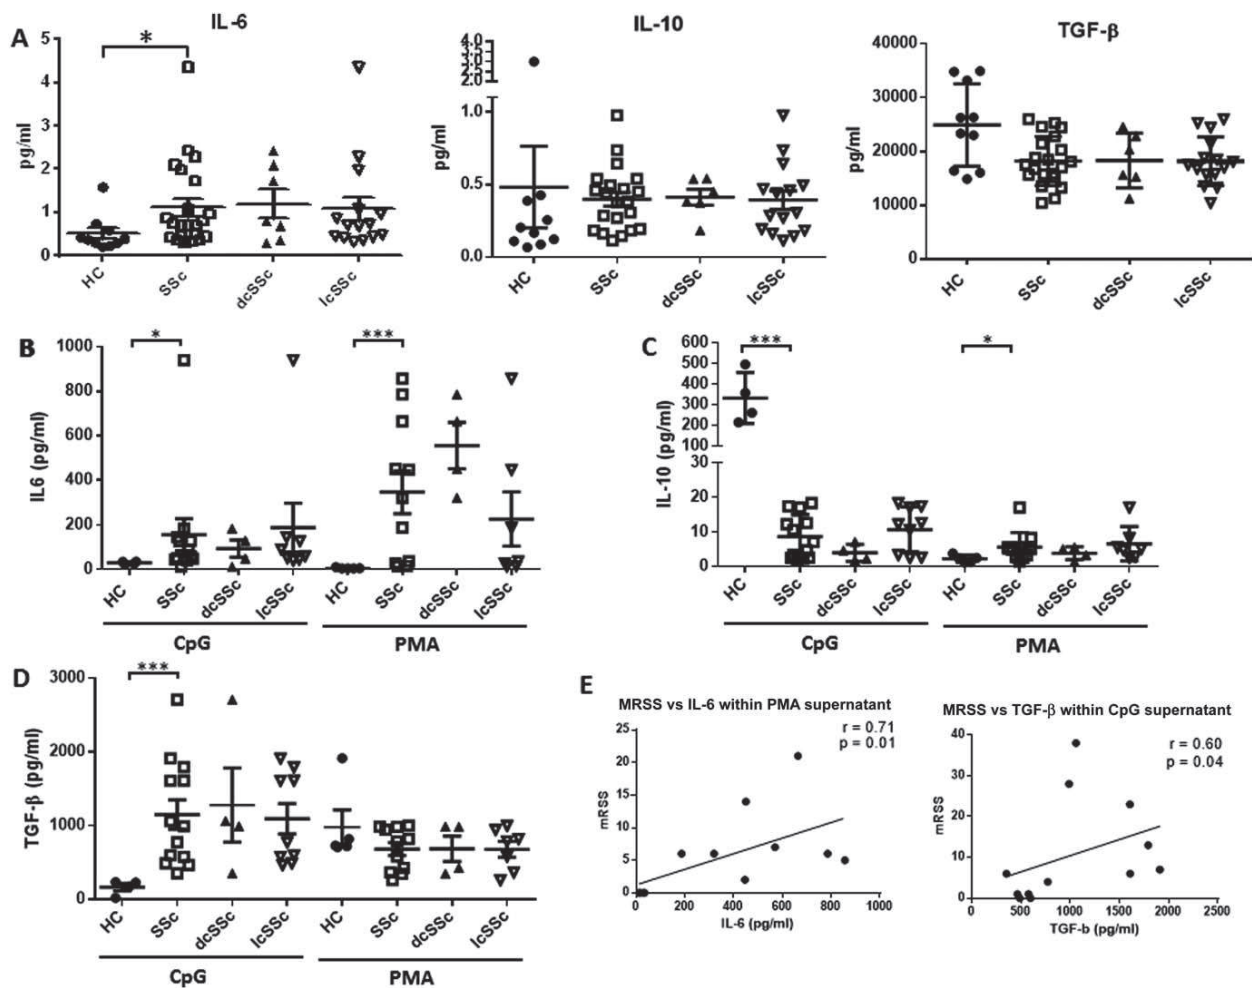 A
IL-6
5
4
3
2
1
0
pg/ml
*
HC
SSc
dcSSc
lcSSc
IL-10
4.0
3.5
3.0
2.5
2.0
1.0
0.5
0.0
pg/ml
HC
SSc
dcSSc
lcSSc
TGF-β
40000
30000
20000
10000
0
pg/ml
HC
SSc
dcSSc
lcSSc
B
1000
800
600
400
200
0
IL6 (pg/ml)
*
***
HC
SSc
dcSSc
lcSSc
HC
SSc
dcSSc
lcSSc
CpG
PMA
C
600
500
400
300
200
100
30
20
10
0
IL-10 (pg/ml)
***
*
HC
SSc
dcSSc
lcSSc
HC
SSc
dcSSc
lcSSc
CpG
PMA
D
3000
2000
1000
0
TGF-β (pg/ml)
***
HC
SSc
dcSSc
lcSSc
HC
SSc
dcSSc
lcSSc
CpG
PMA
E
MRSS vs IL-6 within PMA supernatant
r = 0.71
p = 0.01
25
20
15
10
5
0
mRSS
0
200
400
600
800
1000
IL-6 (pg/ml)
MRSS vs TGF-β within CpG supernatant
r = 0.60
p = 0.04
40
30
20
10
0
mRSS
0
500
1000
1500
2000
2500
TGF-b (pg/ml)